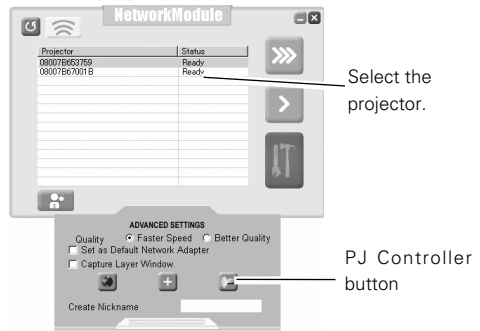 NetworkModule
Projector Status
08007B653759 Ready
08007B67001B Ready
Select the
projector.
ADVANCED SETTINGS
Quality Faster Speed Better Quality
Set as Default Network Adapter
Capture Layer Window.
PJ Controller
button
Create Nickname